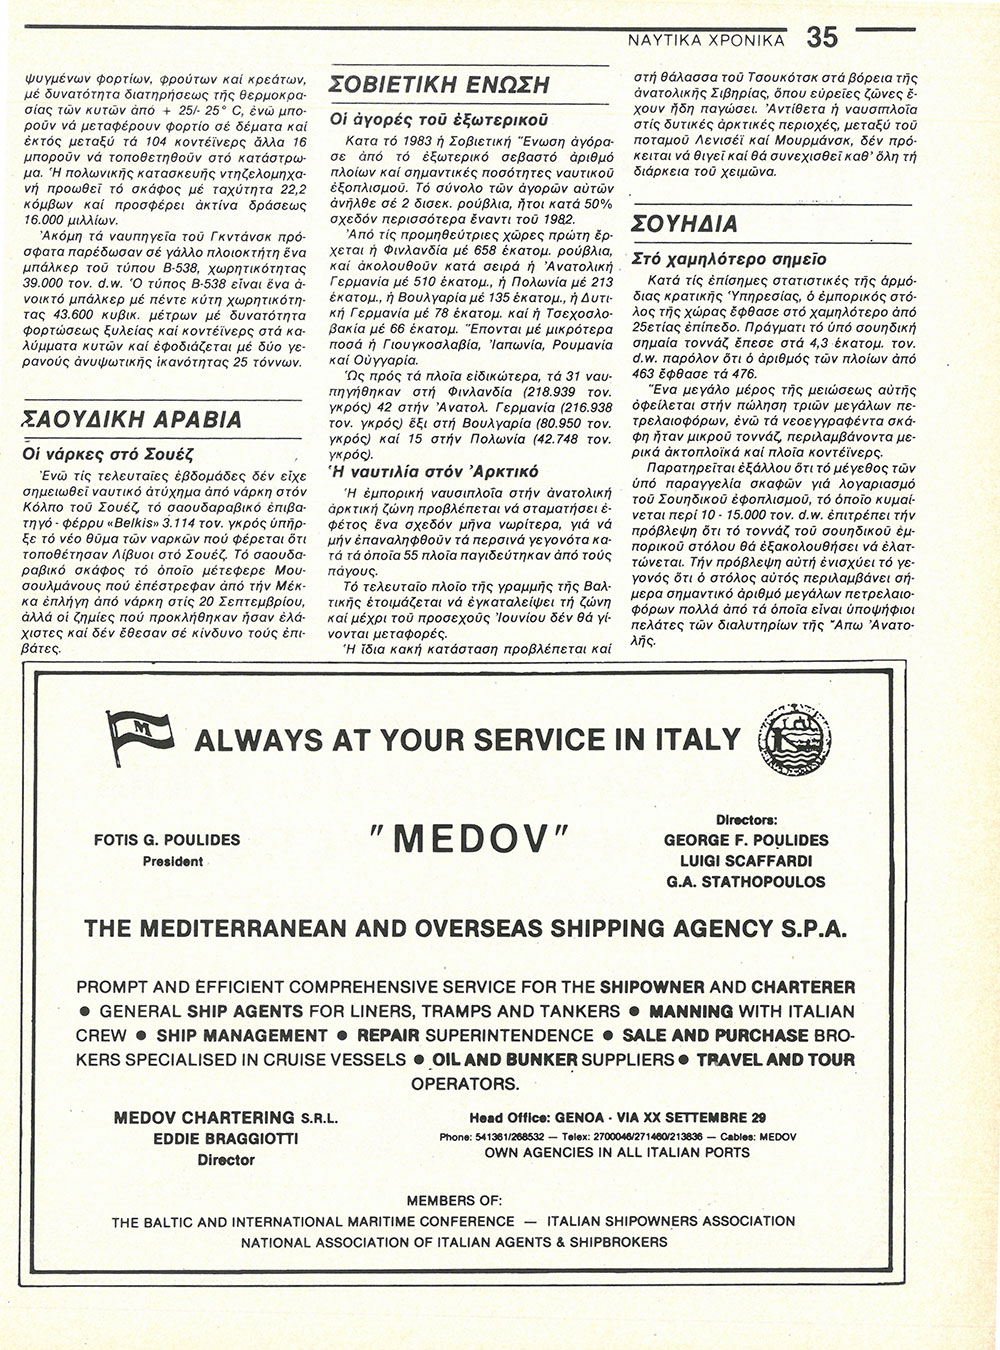 ΝΑΥΤΙΚΑ ΧΡΟΝΙΚΑ 35
ψυγμένων φορτίων, φρούτων καί κρεάτων,
μέ δυνατότητα διατηρήσεως τῆς θερμοκρα-
σίας τῶν κυτῶν ἀπό + 25/- 25° C, ἐνῶ μπο-
ροῦν νά μεταφέρουν φορτίο σέ δέματα καί
ἐκτός μεταξύ τά 104 κοντέϊνερς ἄλλα 16
μποροῦν νά τοποθετηθοῦν στό κατάστρω-
μα. Ἡ πολωνικῆς κατασκευῆς ντηζελομηχα-
νή προωθεῖ τό σκάφος μέ ταχύτητα 22,2
κόμβων καί προσφέρει ἀκτίνα δράσεως
16.000 μιλλίων.
Ἀκόμη τά ναυπηγεῖα τοῦ Γκντάνσκ πρό-
σφατα παρέδωσαν σέ γάλλο πλοιοκτήτη ἕνα
μπάλκερ τοῦ τύπου Β-538, χωρητικότητας
39.000 τον. d.w. Ὁ τύπος Β-538 εἶναι ἕνα ἀ-
νοικτό μπάλκερ μέ πέντε κύτη χωρητικότη-
τας 43.600 κυβικ. μέτρων μέ δυνατότητα
φορτώσεως ξυλείας καί κοντέϊνερς στά κα-
λύμματα κυτῶν καί ἐφοδιάζεται μέ δύο γε-
ρανούς ἀνυψωτικῆς ἱκανότητας 25 τόννων.
ΣΑΟΥΔΙΚΗ ΑΡΑΒΙΑ
Οἱ νάρκες στό Σουέζ
Ἐνῶ τίς τελευταῖες ἑβδομάδες δέν εἶχε
σημειωθεῖ ναυτικό ἀτύχημα ἀπό νάρκη στόν
Κόλπο τοῦ Σουέζ, τό σαουδαραβικό ἐπιβα-
τηγό - φέρρυ «Belkis» 3.114 τον. γκρός ὑπῆρ-
ξε τό νέο θῦμα τῶν ναρκῶν πού φέρεται ὅτι
τοποθέτησαν Λίβυοι στό Σουέζ. Τό σαουδα-
ραβικό σκάφος τό ὁποῖο μέτεφερε Μου-
σουλμάνους πού ἐπέστρεφαν ἀπό τήν Μέκ-
κα ἐπλήγη ἀπό νάρκη στίς 20 Σεπτεμβρίου,
ἀλλά οἱ ζημίες πού προκλήθηκαν ἦσαν ἐλά-
χιστες καί δέν ἔθεσαν σέ κίνδυνο τούς ἐπι-
βάτες.
ΣΟΒΙΕΤΙΚΗ ΕΝΩΣΗ
Οἱ ἀγορές τοῦ ἐξωτερικοῦ
Κατα τό 1983 ἡ Σοβιετική Ἕνωση ἀγόρα-
σε ἀπό τό ἐξωτερικό σεβαστό ἀριθμό
πλοίων καί σημαντικές ποσότητες ναυτικοῦ
ἐξοπλισμοῦ. Τό σύνολο τῶν ἀγορῶν αὐτῶν
ἀνῆλθε σέ 2 δισεκ. ρούβλια, ἤτοι κατά 50%
σχεδόν περισσότερα ἔναντι τοῦ 1982.
Ἀπό τίς προμηθεύτριες χῶρες πρώτη ἔρ-
χεται ἡ Φινλανδία μέ 658 ἑκατομ. ρούβλια,
καί ἀκολουθοῦν κατά σειρά ἡ Ἀνατολική
Γερμανία μέ 510 ἑκατομ., ἡ Πολωνία μέ 213
ἑκατομ., ἡ Βουλγαρία μέ 135 ἑκατομ., ἡ Δυτι-
κή Γερμανία μέ 78 ἑκατομ. καί ἡ Τσεχοσλο-
βακία μέ 66 ἑκατομ. Ἕπονται μέ μικρότερα
ποσά ἡ Γιουγκοσλαβία, Ἰαπωνία, Ρουμανία
καί Οὑγγαρία.
Ὡς πρός τά πλοῖα εἰδικώτερα, τά 31 ναυ-
πηγήθηκαν στή Φινλανδία (218.939 τον.
γκρός) 42 στήν Ἀνατολ. Γερμανία (216.938
τον. γκρός) ἕξι στή Βουλγαρία (80.950 τον.
γκρός) καί 15 στήν Πολωνία (42.748 τον.
γκρός).
Ἡ ναυτιλία στόν Ἀρκτικό
Ἡ ἐμπορική ναυσιπλοΐα στήν ἀνατολική
ἀρκτική ζώνη προβλέπεται νά σταματήσει ἐ-
φέτος ἕνα σχεδόν μῆνα νωρίτερα, γιά νά
μήν ἐπαναληφθοῦν τά περσινά γεγονότα κα-
τά τά ὁποῖα 55 πλοῖα παγιδεύτηκαν ἀπό τούς
πάγους.
Τό τελευταῖο πλοῖο τῆς γραμμῆς τῆς Βαλ-
τικῆς ἑτοιμάζεται νά ἐγκαταλείψει τή ζώνη
καί μέχρι τοῦ προσεχοῦς Ἰουνίου δέν θά γί-
νονται μεταφορές.
Ἡ ἴδια κακή κατάσταση προβλέπεται καί
στή θάλασσα τοῦ Τσουκότσκ στά βόρεια τῆς
ἀνατολικῆς Σιβηρίας, ὅπου εὐρεῖες ζῶνες ἔ-
χουν ἤδη παγώσει. Ἀντίθετα ἡ ναυσιπλοΐα
στίς δυτικές ἀρκτικές περιοχές, μεταξύ τοῦ
ποταμοῦ Λενισέϊ καί Μουρμάνσκ, δέν πρό-
κειται νά θιγεῖ καί θά συνεχισθεῖ καθ' ὅλη τή
διάρκεια τοῦ χειμῶνα.
ΣΟΥΗΔΙΑ
Στό χαμηλότερο σημεῖο
Κατά τίς ἐπίσημες στατιστικές τῆς ἁρμό-
διας κρατικῆς Ὑπηρεσίας, ὁ ἐμπορικός στό-
λος τῆς χώρας ἔφθασε στό χαμηλότερο ἀπό
25ετίας ἐπίπεδο. Πράγματι τό ὑπό σουηδική
σημαία τοννάζ ἔπεσε στά 4,3 ἑκατομ. τον.
d.w. παρόλον ὅτι ὁ ἀριθμός τῶν πλοίων ἀπό
463 ἔφθασε τά 476.
Ἕνα μεγάλο μέρος τῆς μειώσεως αὐτῆς
ὀφείλεται στήν πώληση τριῶν μεγάλων πε-
τρελαιοφόρων, ἐνῶ τά νεοεγγραφέντα σκά-
φη ἦταν μικροῦ τοννάζ, περιλαμβάνοντα με-
ρικά ἀκτοπλοϊκά καί πλοῖα κοντέϊνερς.
Παρατηρεῖται ἐξάλλου ὅτι τό μέγεθος τῶν
ὑπό παραγγελία σκαφῶν γιά λογαριασμό
τοῦ Σουηδικοῦ ἐφοπλισμοῦ, τό ὁποῖο κυμαί-
νεται περί 10 - 15.000 τον. d.w. ἐπιτρέπει τήν
πρόβλεψη ὅτι τό τοννάζ τοῦ σουηδικοῦ ἐμ-
πορικοῦ στόλου θά ἐξακολουθήσει νά ἐλατ-
τώνεται. Τήν πρόβλεψη αὐτή ἐνισχύει τό γε-
γονός ὅτι ὁ στόλος αὐτός περιλαμβάνει σή-
μερα σημαντικό ἀριθμό μεγάλων πετρελαιο-
φόρων πολλά ἀπό τά ὁποῖα εἶναι ὑποψήφιοι
πελάτες τῶν διαλυτηρίων τῆς Ἄπω Ἀνατο-
λῆς.
M
ALWAYS AT YOUR SERVICE IN ITALY
FOTIS G. POULIDES
President
"MEDOV"
Directors:
GEORGE F. POULIDES
LUIGI SCAFFARDI
G.A. STATHOPOULOS
THE MEDITERRANEAN AND OVERSEAS SHIPPING AGENCY S.P.A.
PROMPT AND EFFICIENT COMPREHENSIVE SERVICE FOR THE SHIPOWNER AND CHARTERER
● GENERAL SHIP AGENTS FOR LINERS, TRAMPS AND TANKERS ● MANNING WITH ITALIAN
CREW ● SHIP MANAGEMENT ● REPAIR SUPERINTENDENCE ● SALE AND PURCHASE BRO-
KERS SPECIALISED IN CRUISE VESSELS ● OIL AND BUNKER SUPPLIERS ● TRAVEL AND TOUR
OPERATORS.
MEDOV CHARTERING S.R.L.
EDDIE BRAGGIOTTI
Director
Head Office: GENOA · VIA XX SETTEMBRE 29
Phone: 541361/268532 — Telex: 2700046/271460/213836 — Cables: MEDOV
OWN AGENCIES IN ALL ITALIAN PORTS
MEMBERS OF:
THE BALTIC AND INTERNATIONAL MARITIME CONFERENCE — ITALIAN SHIPOWNERS ASSOCIATION
NATIONAL ASSOCIATION OF ITALIAN AGENTS & SHIPBROKERS